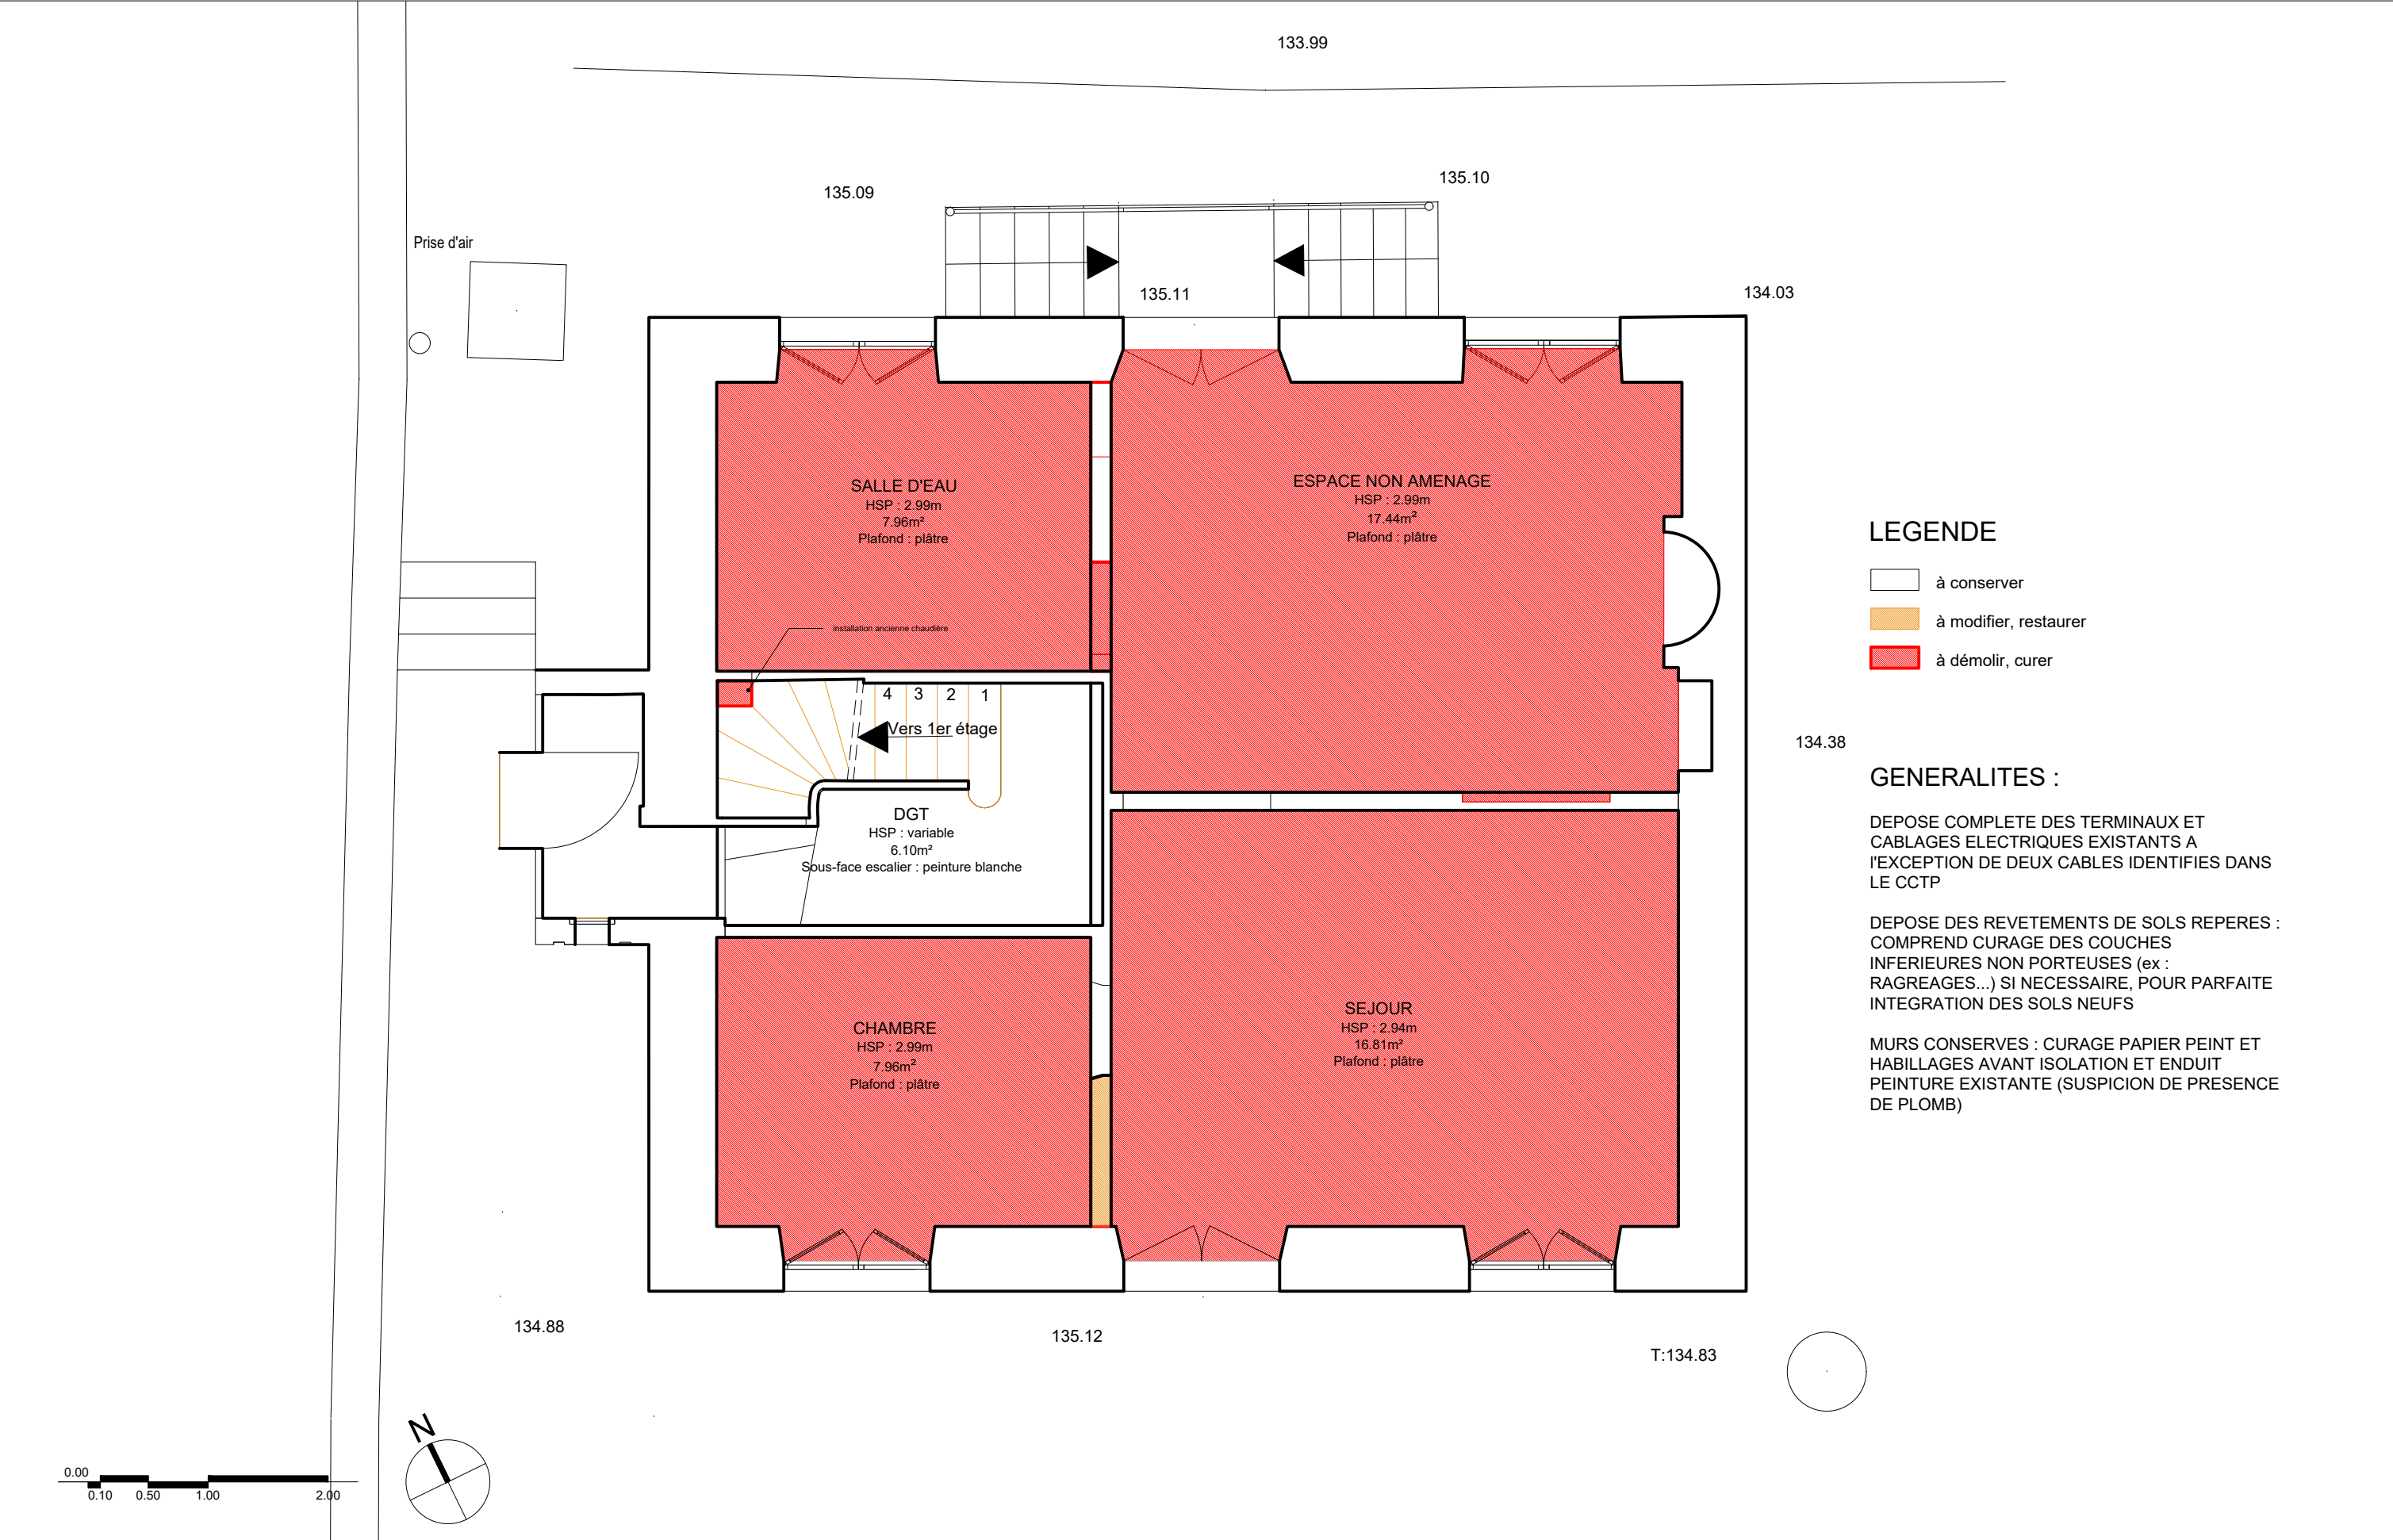 133.99
135.10
135.09
Prise d'air
135.11
134.03
SALLE D'EAU
HSP : 2.99m
7.96m²
Plafond : plâtre
ESPACE NON AMENAGE
HSP : 2.99m
17.44m²
Plafond : plâtre
installation ancienne chaudière
4 3 2 1
Vers 1er étage
DGT
HSP : variable
6.10m²
Sous-face escalier : peinture blanche
CHAMBRE
HSP : 2.99m
7.96m²
Plafond : plâtre
SEJOUR
HSP : 2.94m
16.81m²
Plafond : plâtre
LEGENDE
à conserver
à modifier, restaurer
à démolir, curer
134.38
GENERALITES :
DEPOSE COMPLETE DES TERMINAUX ET
CABLAGES ELECTRIQUES EXISTANTS A
l'EXCEPTION DE DEUX CABLES IDENTIFIES DANS
LE CCTP
DEPOSE DES REVETEMENTS DE SOLS REPERES :
COMPREND CURAGE DES COUCHES
INFERIEURES NON PORTEUSES (ex :
RAGREAGES...) SI NECESSAIRE, POUR PARFAITE
INTEGRATION DES SOLS NEUFS
MURS CONSERVES : CURAGE PAPIER PEINT ET
HABILLAGES AVANT ISOLATION ET ENDUIT
PEINTURE EXISTANTE (SUSPICION DE PRESENCE
DE PLOMB)
134.88
135.12
T:134.83
N
0.00
0.10 0.50 1.00 2.00